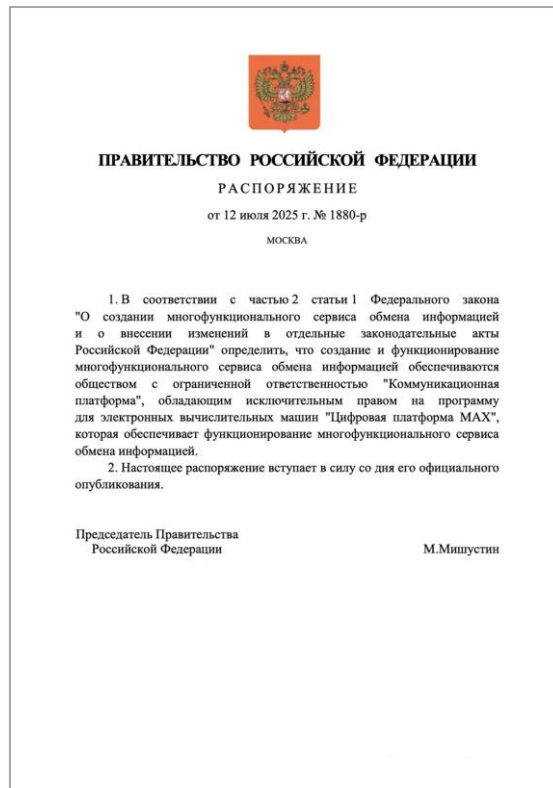 ПРАВИТЕЛЬСТВО РОССИЙСКОЙ ФЕДЕРАЦИИ
РАСПОРЯЖЕНИЕ
от 12 июля 2025 г. № 1880-р
МОСКВА
1. В соответствии с частью 2 статьи 1 Федерального закона
"О создании многофункционального сервиса обмена информацией
и о внесении изменений в отдельные законодательные акты
Российской Федерации" определить, что создание и функционирование
многофункционального сервиса обмена информацией обеспечиваются
обществом с ограниченной ответственностью "Коммуникационная
платформа", обладающим исключительным правом на программу
для электронных вычислительных машин "Цифровая платформа MAX",
которая обеспечивает функционирование многофункционального сервиса
обмена информацией.
2. Настоящее распоряжение вступает в силу со дня его официального
опубликования.
Председатель Правительства
Российской Федерации М.Мишустин